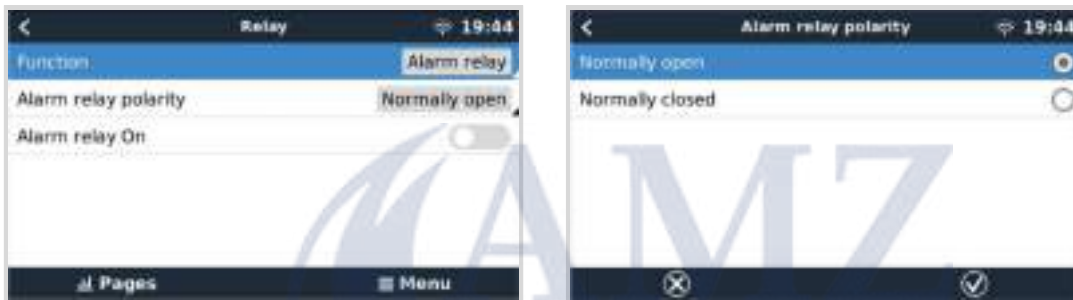 Relay 19:44
Function Alarm relay
Alarm relay polarity Normally open
Alarm relay On
Pages Menu
Alarm relay polarity 19:44
Normally open
Normally closed
AMZ